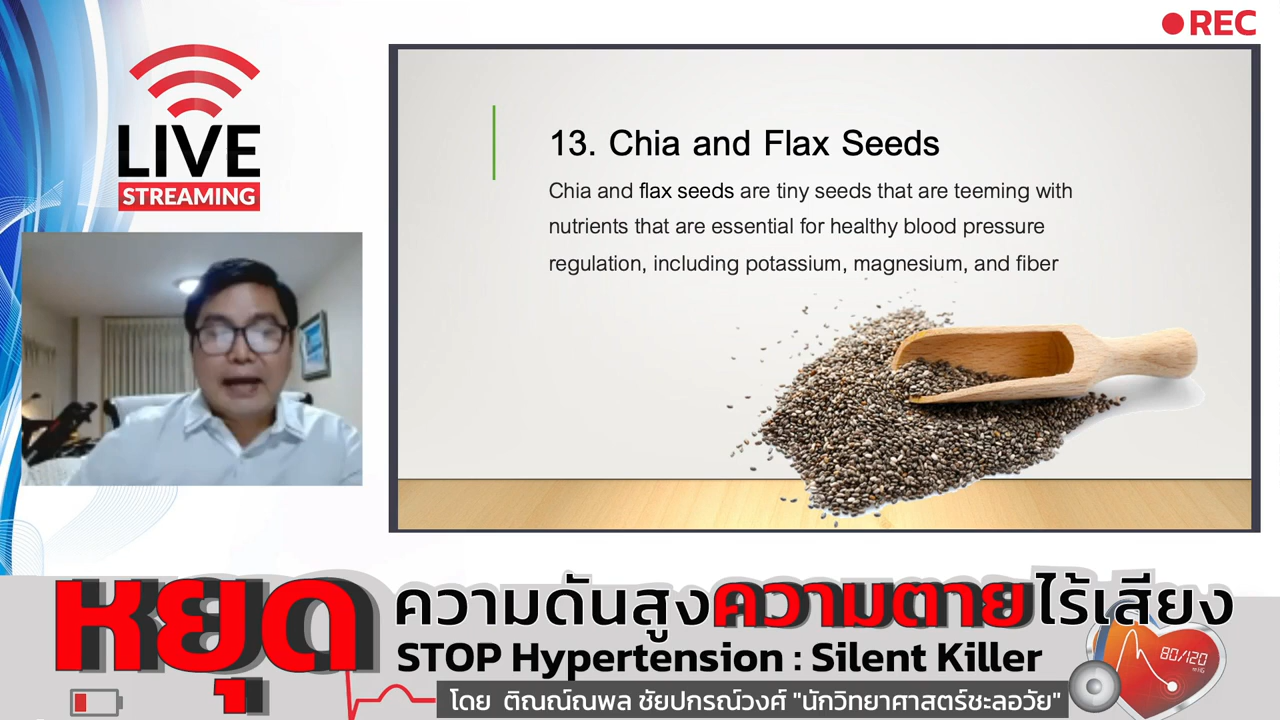 REC
LIVE
STREAMING
13. Chia and Flax Seeds
Chia and flax seeds are tiny seeds that are teeming with
nutrients that are essential for healthy blood pressure
regulation, including potassium, magnesium, and fiber
หยุด ความดันสูงความตายไร้เสียง
STOP Hypertension : Silent Killer
80/120
mmHg
โดย ติณณ์ณพล ชัยปกรณ์วงศ์ "นักวิทยาศาสตร์ชะลอวัย"